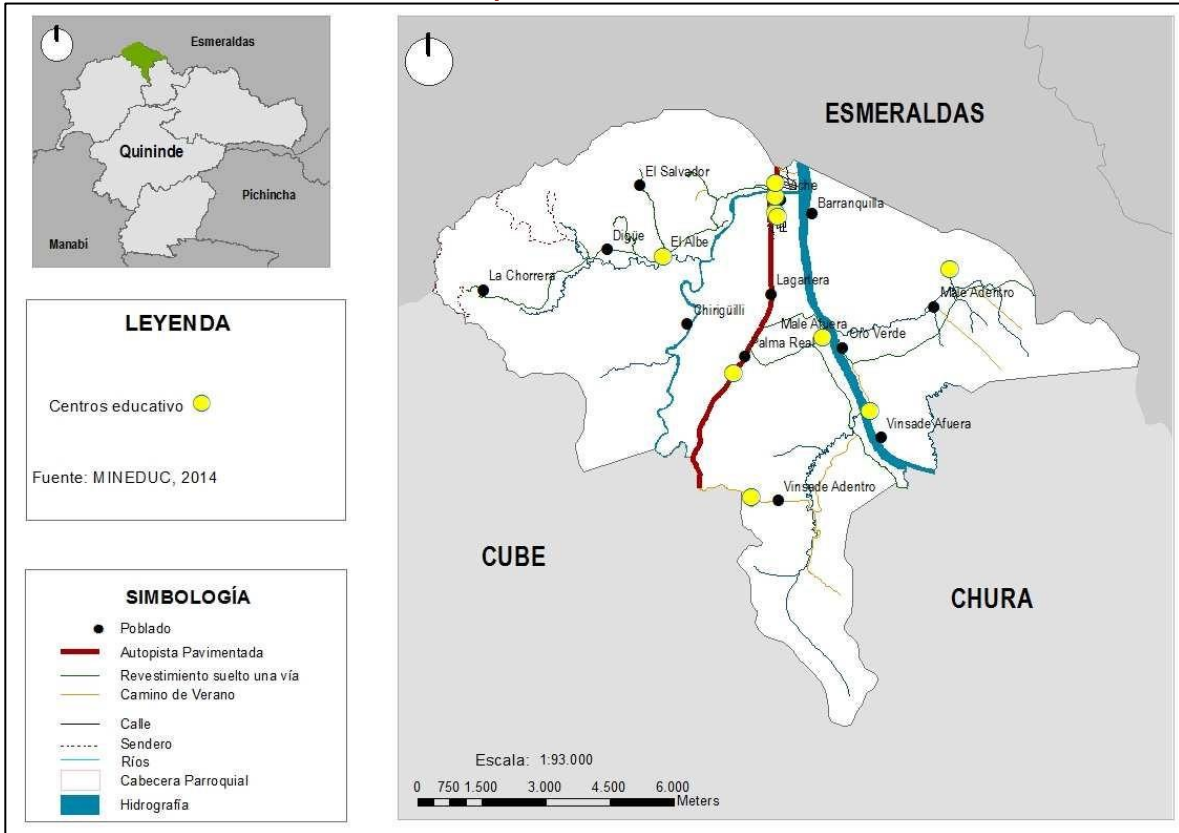 Esmeraldas
Quininde
Pichincha
Manabí
LEYENDA
Centros educativo
Fuente: MINEDUC, 2014
SIMBOLOGÍA
Poblado
Autopista Pavimentada
Revestimiento suelto una vía
Camino de Verano
Calle
Sendero
Ríos
Cabecera Parroquial
Hidrografía
ESMERALDAS
El Salvador
Barranquilla
Digüe
El Albe
La Chorrera
Lagartera
Male Adentro
Chirigüilli
Male Afuera
Oro Verde
Palma Real
Vinsade Afuera
Vinsade Adentro
CUBE
CHURA
Escala: 1:93.000
0 750 1.500 3.000 4.500 6.000
Meters